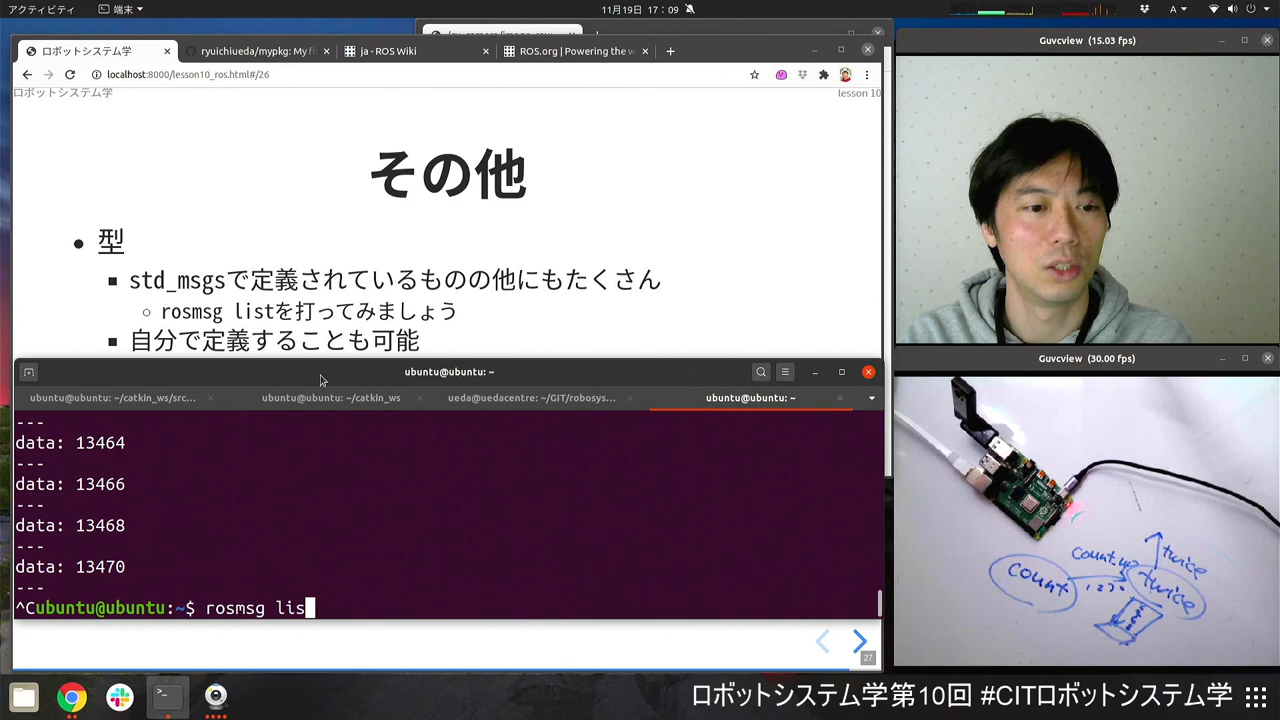 アクティビティ
端末
11月19日 17：09
A
ロボットシステム学
ryuichiueda/mypkg: My fi
ja - ROS Wiki
ROS.org | Powering the w
localhost:8000/lesson10_ros.html#/26
ロボットシステム学
lesson 10
その他
型
std_msgsで定義されているものの他にもたくさん
rosmsg listを打ってみましょう
自分で定義することも可能
ubuntu@ubuntu: ~
ubuntu@ubuntu: ~/catkin_ws/src...
ubuntu@ubuntu: ~/catkin_ws
ueda@uedacentre: ~/GIT/robosys...
ubuntu@ubuntu: ~
---
data: 13464
---
data: 13466
---
data: 13468
---
data: 13470
---
^Cubuntu@ubuntu:~$ rosmsg lis
27
Guvcview (15.03 fps)
Guvcview (30.00 fps)
count
twice
twice
ロボットシステム学第10回 #CITロボットシステム学